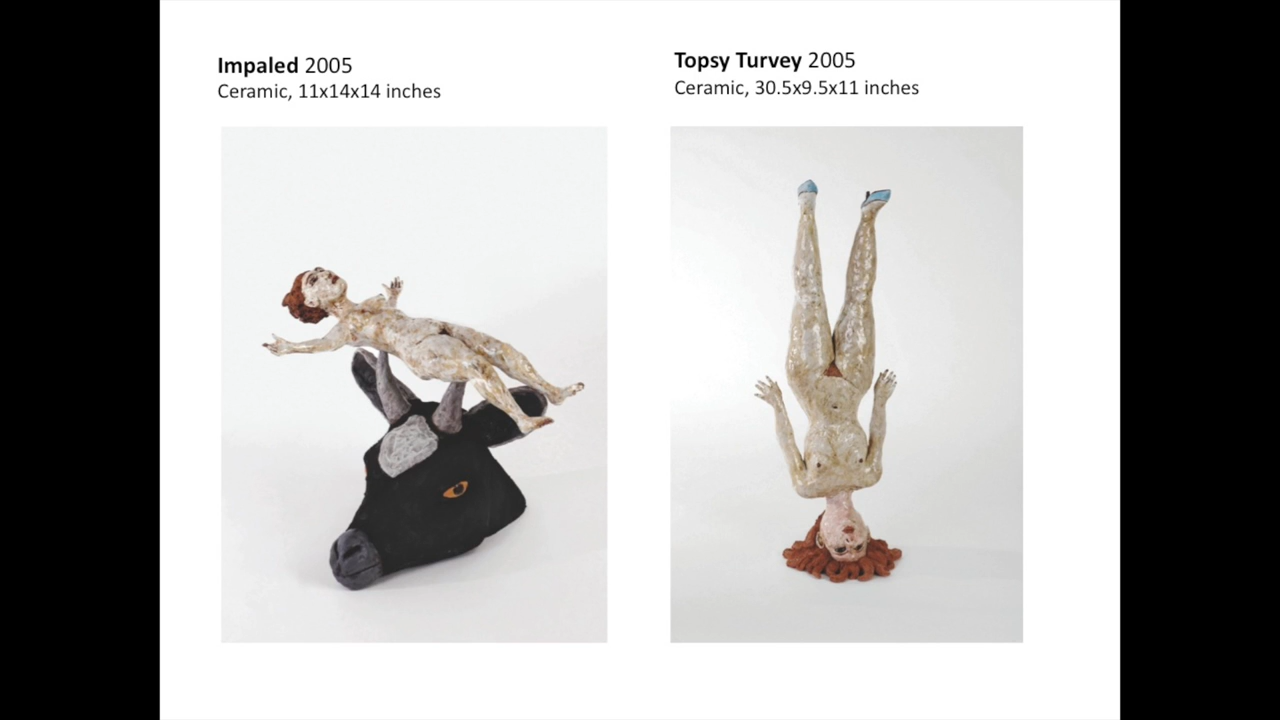 Impaled 2005
Ceramic, 11x14x14 inches
Topsy Turvey 2005
Ceramic, 30.5x9.5x11 inches